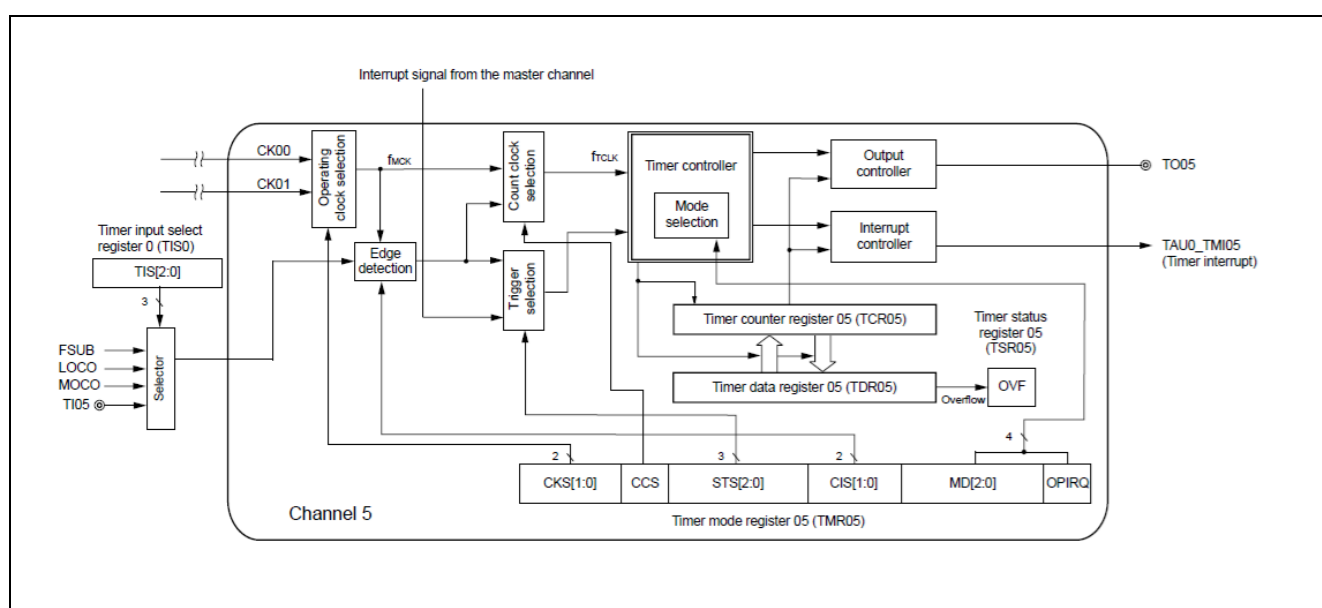 Interrupt signal from the master channel
CK00
CK01
Operating
clock selection
fMCK
Count clock
selection
fTCLK
Timer controller
Mode
selection
Output
controller
TO05
Timer input select
register 0 (TIS0)
TIS[2:0]
3
Edge
detection
Trigger
selection
Interrupt
controller
TAU0_TMI05
(Timer interrupt)
FSUB
LOCO
MOCO
TI05
Selector
Timer counter register 05 (TCR05)
Timer status
register 05
(TSR05)
Timer data register 05 (TDR05)
Overflow
OVF
2
3
2
4
CKS[1:0]
CCS
STS[2:0]
CIS[1:0]
MD[2:0]
OPIRQ
Channel 5
Timer mode register 05 (TMR05)